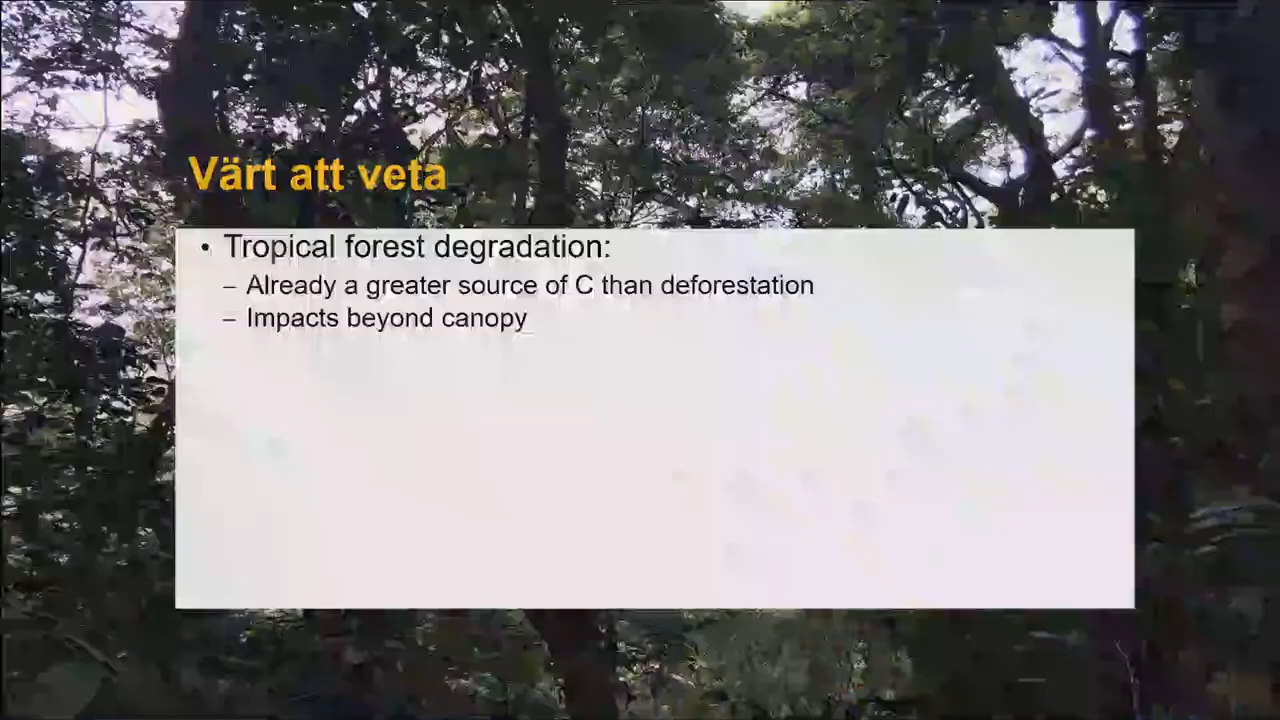 Värt att veta
• Tropical forest degradation:
– Already a greater source of C than deforestation
– Impacts beyond canopy